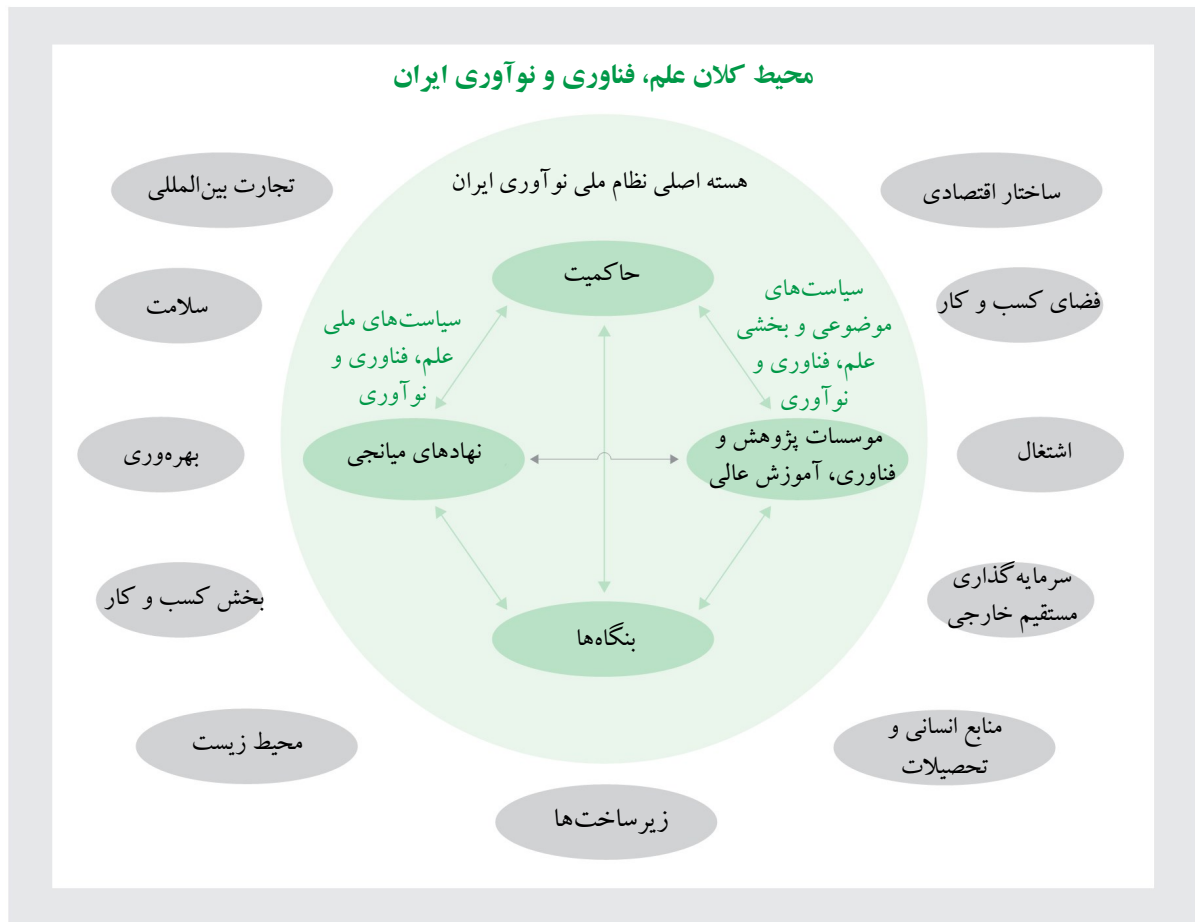 محیط کلان علم، فناوری و نوآوری ایران
هسته اصلی نظام ملی نوآوری ایران
ساختار اقتصادی
تجارت بین‌المللی
حاکمیت
فضای کسب و کار
سلامت
سیاست‌های
موضوعی و بخشی
علم، فناوری و
نوآوری
سیاست‌های ملی
علم، فناوری و
نوآوری
اشتغال
موسسات پژوهش و
فناوری، آموزش عالی
نهادهای میانجی
بهره‌وری
سرمایه‌گذاری
مستقیم خارجی
بنگاه‌ها
بخش کسب و کار
منابع انسانی و
تحصیلات
محیط زیست
زیرساخت‌ها